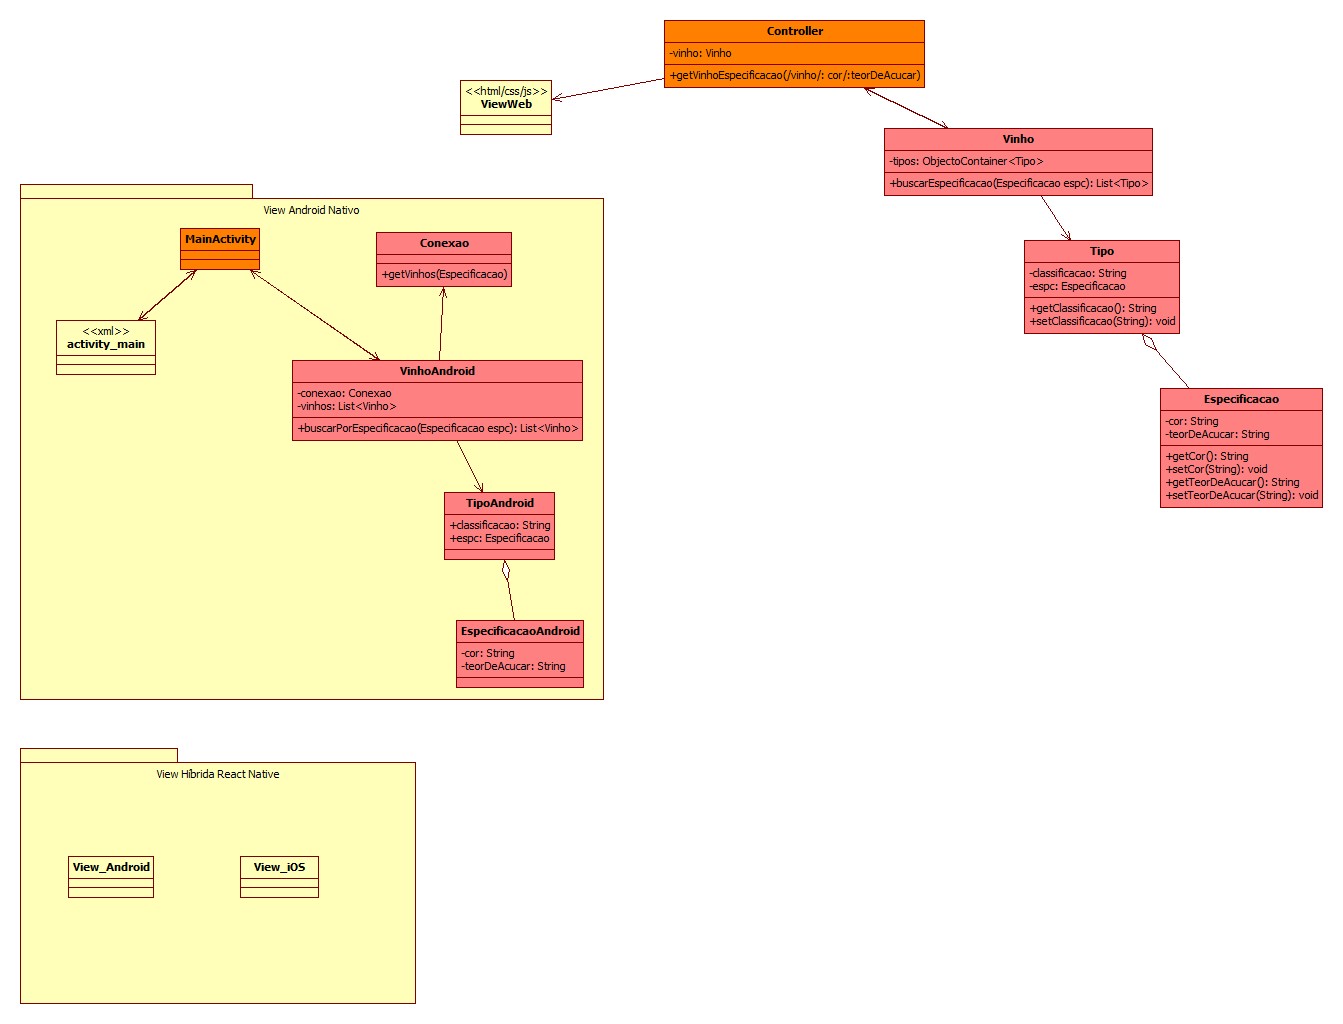 Controller
-vinho: Vinho
+getVinhoEspecificacao(/vinho/: cor/:teorDeAcucar)
<<html/css/js>>
ViewWeb
Vinho
-tipos: ObjectoContainer<Tipo>
+buscarEspecificacao(Especificacao espc): List<Tipo>
Tipo
-classificacao: String
-espc: Especificacao
+getClassificacao(): String
+setClassificacao(String): void
Especificacao
-cor: String
-teorDeAcucar: String
+getCor(): String
+setCor(String): void
+getTeorDeAcucar(): String
+setTeorDeAcucar(String): void
View Android Nativo
MainActivity
Conexao
+getVinhos(Especificacao)
<<xml>>
activity_main
VinhoAndroid
-conexao: Conexao
-vinhos: List<Vinho>
+buscarPorEspecificacao(Especificacao espc): List<Vinho>
TipoAndroid
+classificacao: String
+espc: Especificacao
EspecificacaoAndroid
-cor: String
-teorDeAcucar: String
View Híbrida React Native
View_Android
View_iOS